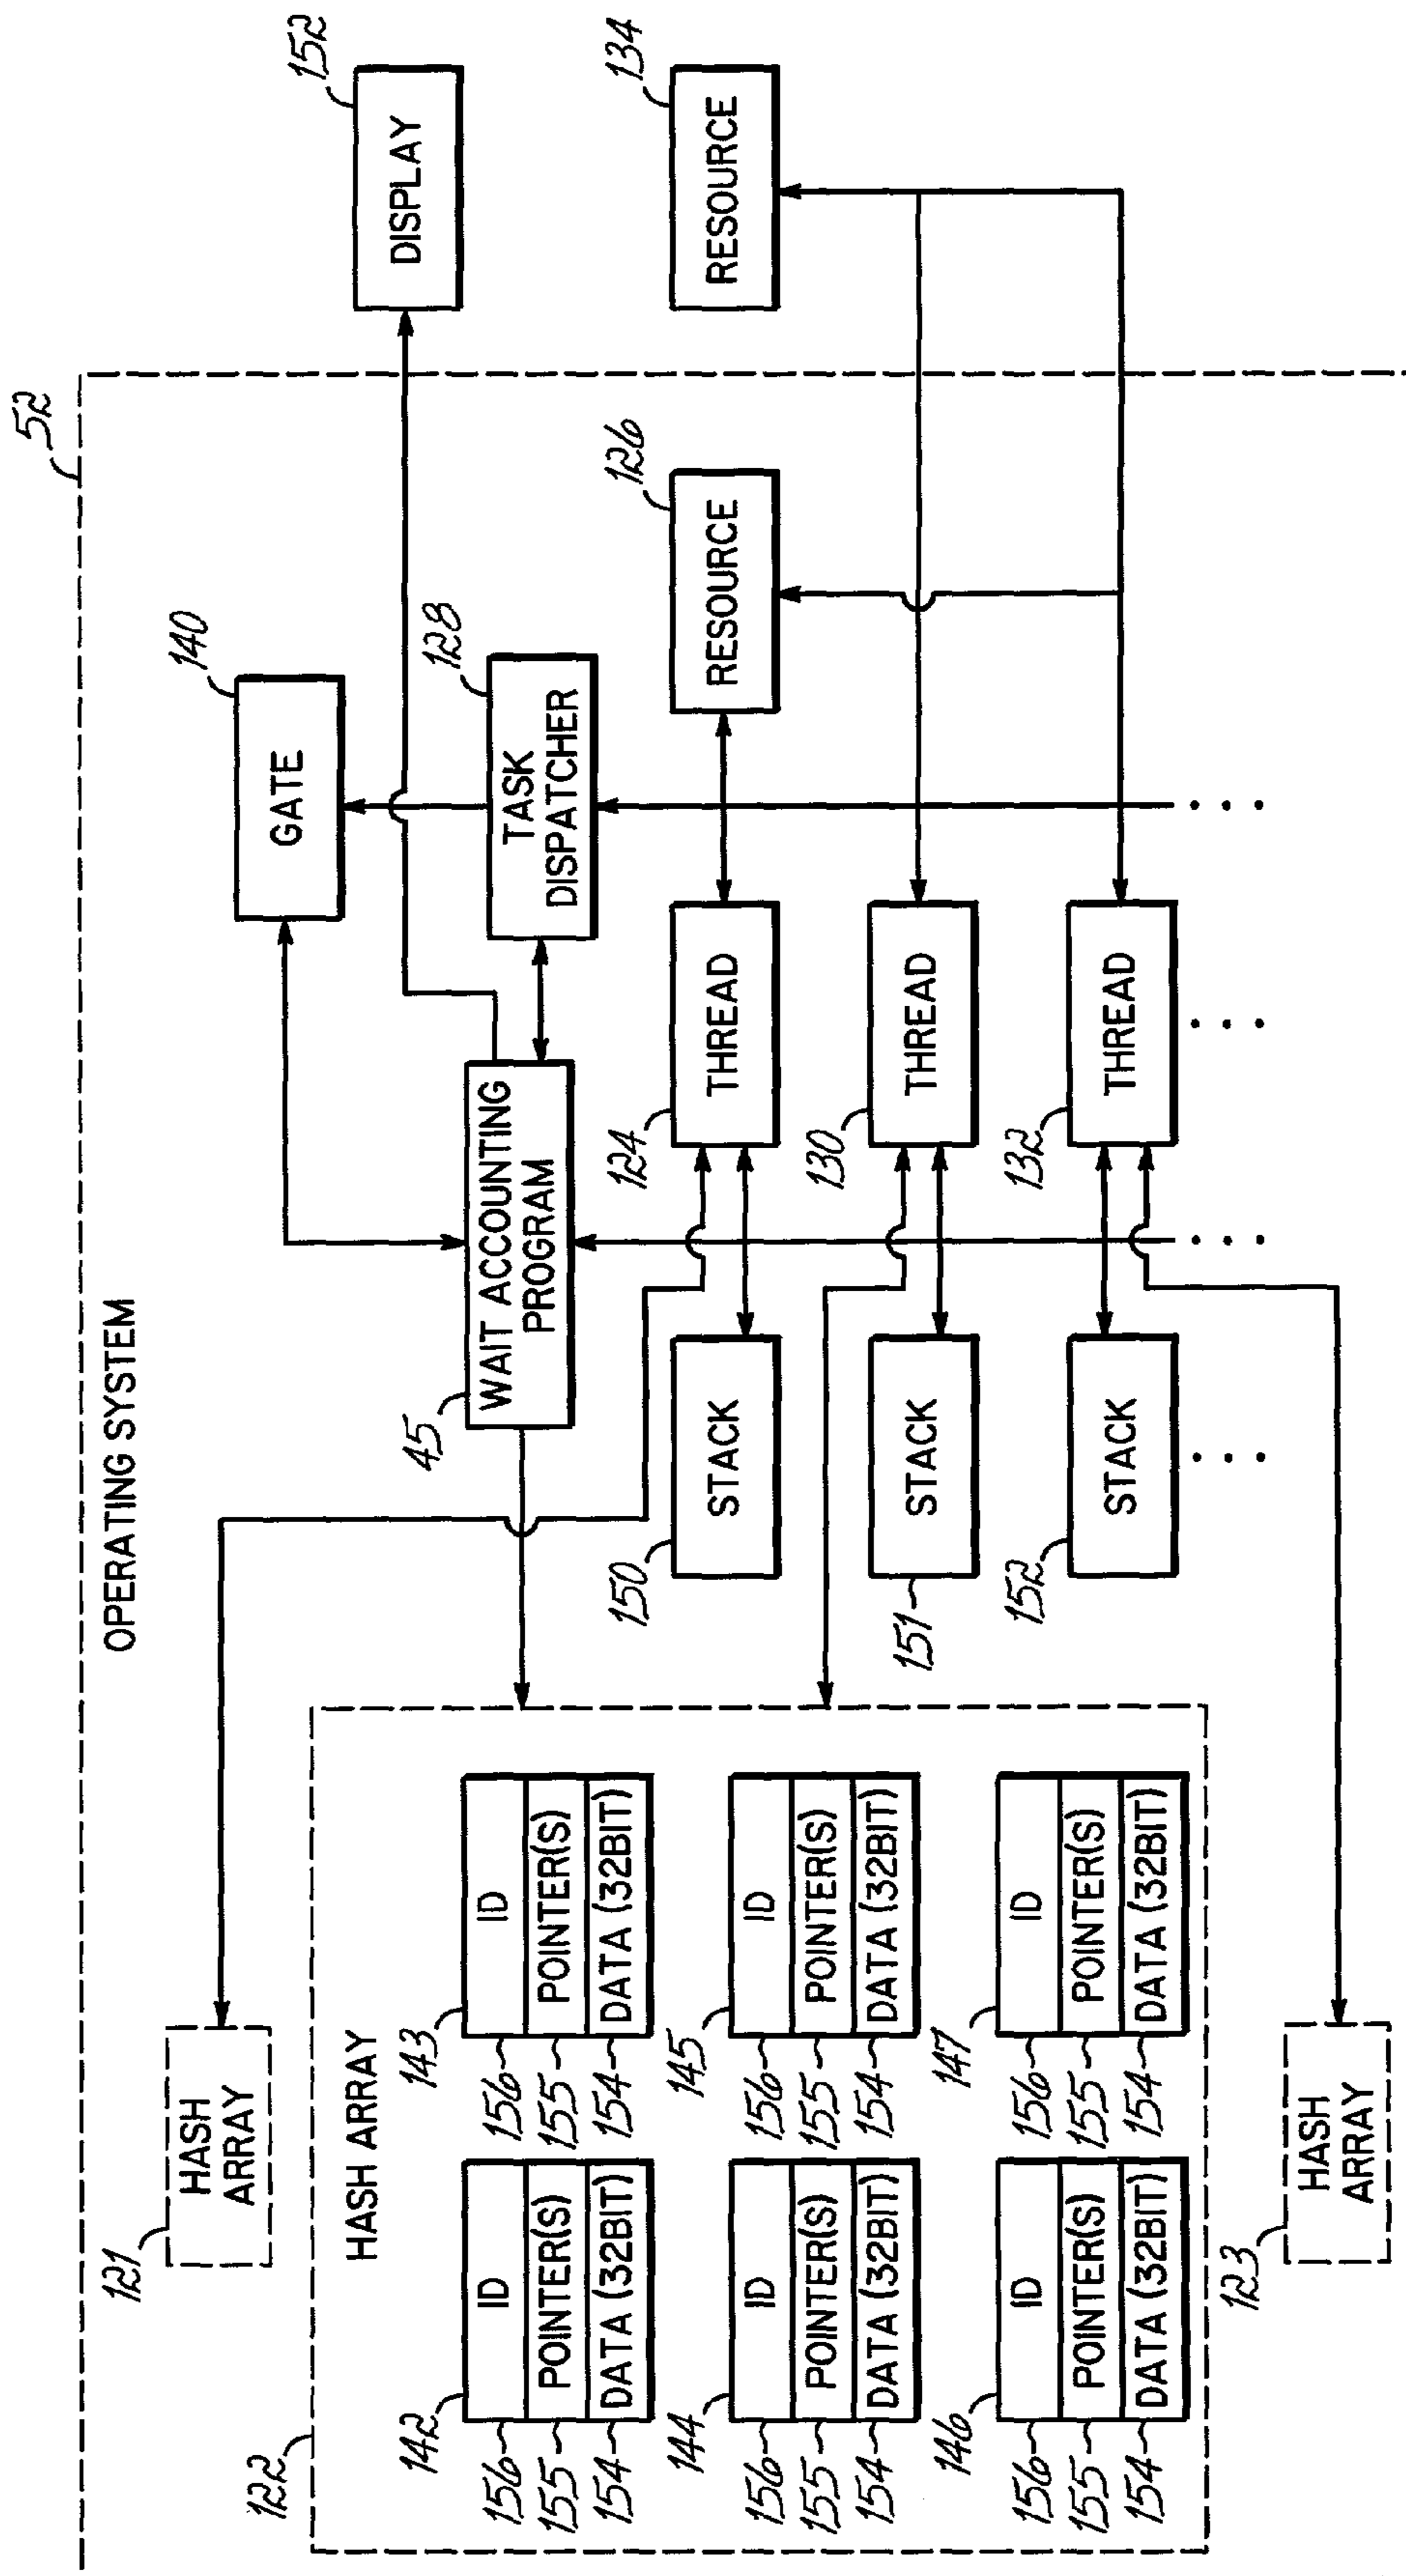 52
OPERATING SYSTEM
121
HASH
ARRAY
140
GATE
152
DISPLAY
122
HASH ARRAY
45
WAIT ACCOUNTING
PROGRAM
128
TASK
DISPATCHER
142
156
ID
155
POINTER(S)
154
DATA (32BIT)
143
156
ID
155
POINTER(S)
154
DATA (32BIT)
150
STACK
124
THREAD
126
RESOURCE
134
RESOURCE
144
156
ID
155
POINTER(S)
154
DATA (32BIT)
145
156
ID
155
POINTER(S)
154
DATA (32BIT)
151
STACK
130
THREAD
146
156
ID
155
POINTER(S)
154
DATA (32BIT)
147
156
ID
155
POINTER(S)
154
DATA (32BIT)
152
STACK
132
THREAD
. . .
. . .
. . .
. . .
123
HASH
ARRAY